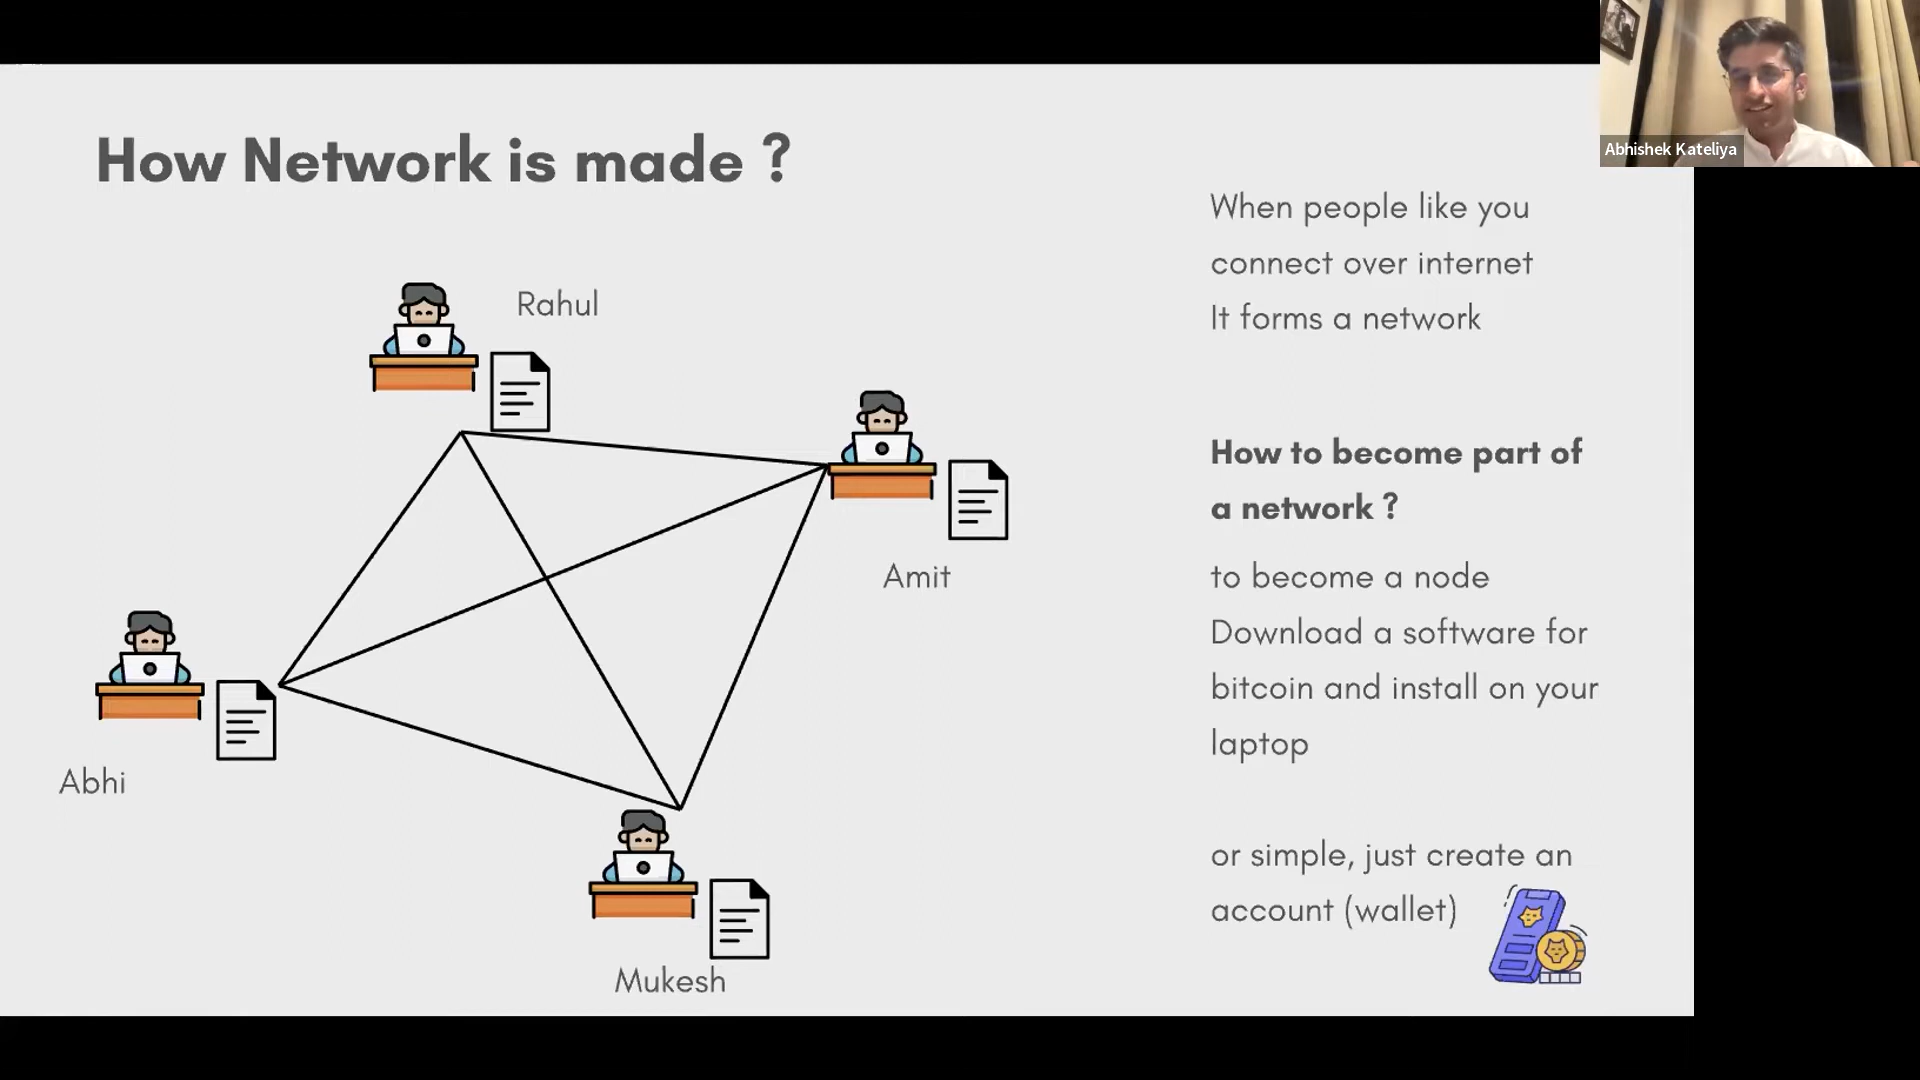 How Network is made ?
Abhishek Kateliya
When people like you
connect over internet
It forms a network
Rahul
Amit
Abhi
Mukesh
How to become part of
a network ?
to become a node
Download a software for
bitcoin and install on your
laptop
or simple, just create an
account (wallet)